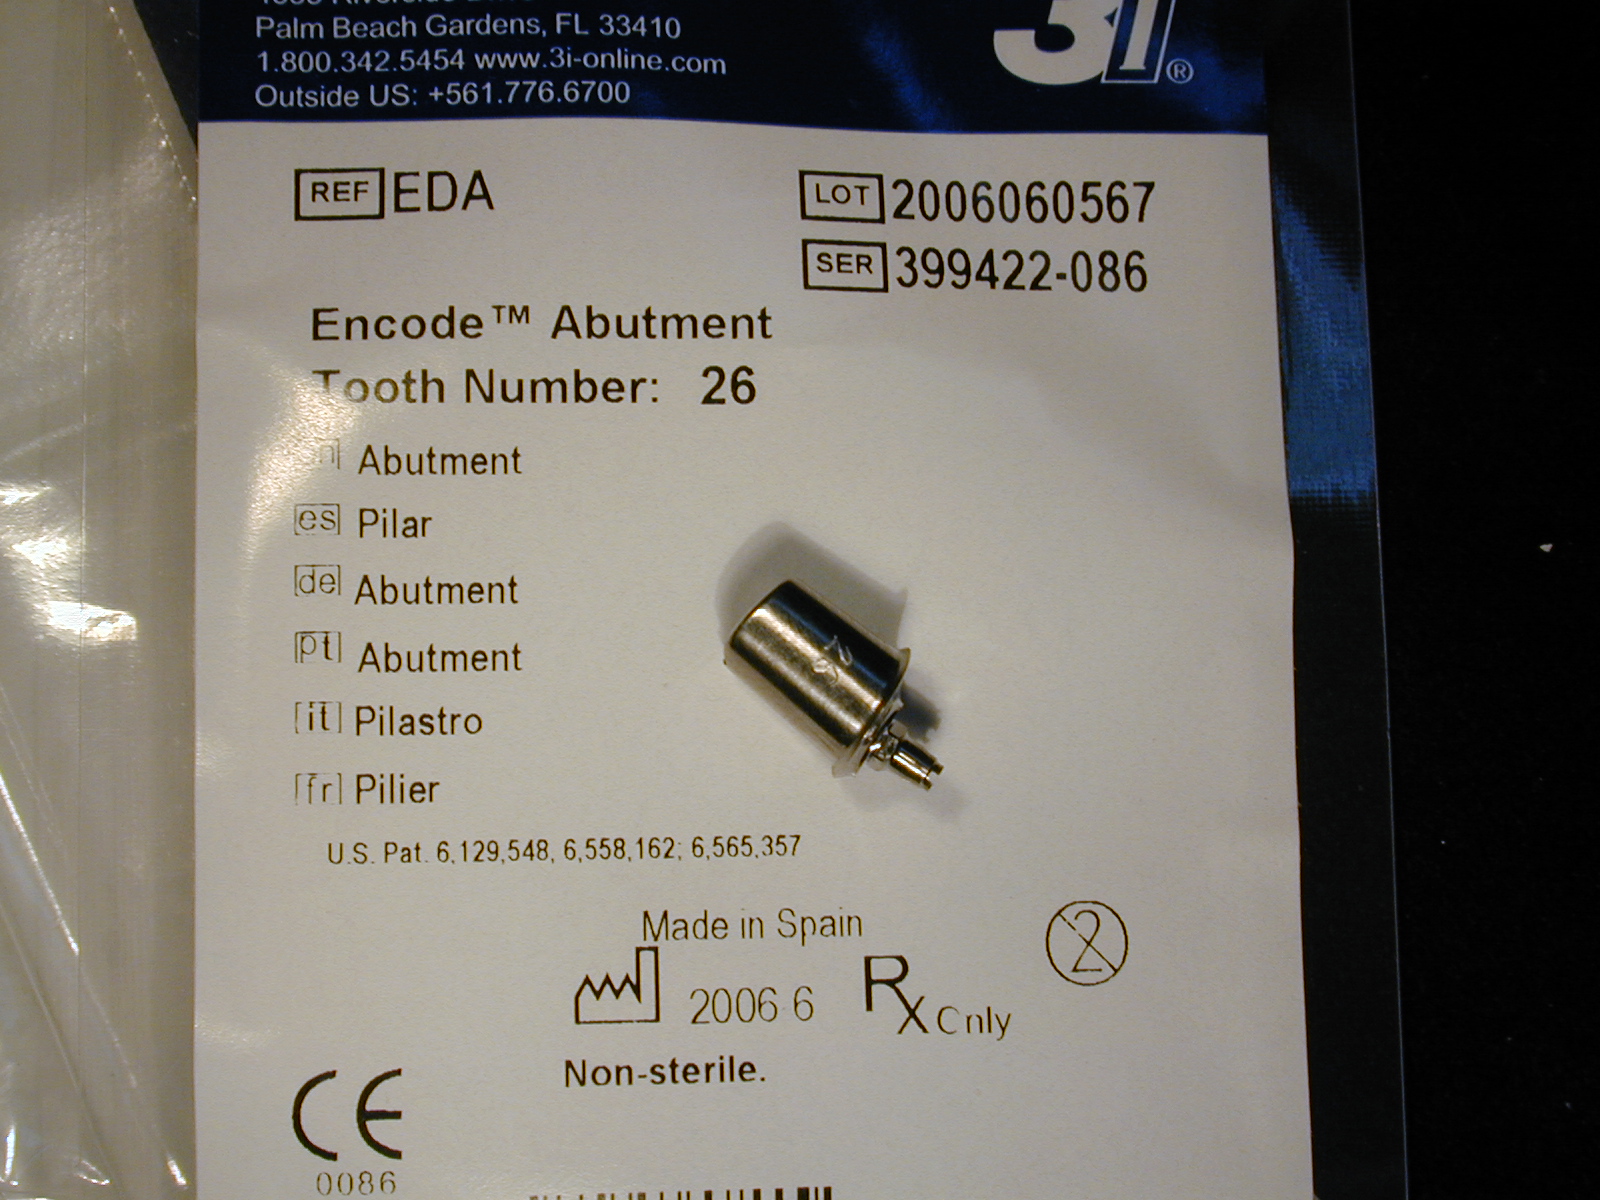 Palm Beach Gardens, FL 33410
1.800.342.5454 www.3i-online.com
Outside US: +561.776.6700
3i®
REF EDA
LOT 2006060567
SER 399422-086
Encode™ Abutment
Tooth Number: 26
Abutment
es Pilar
de Abutment
pt Abutment
it Pilastro
fr Pilier
26
U.S. Pat. 6,129,548, 6,558,162; 6,565,357
Made in Spain
2006 6
Rx Only
2
Non-sterile.
CE
0086